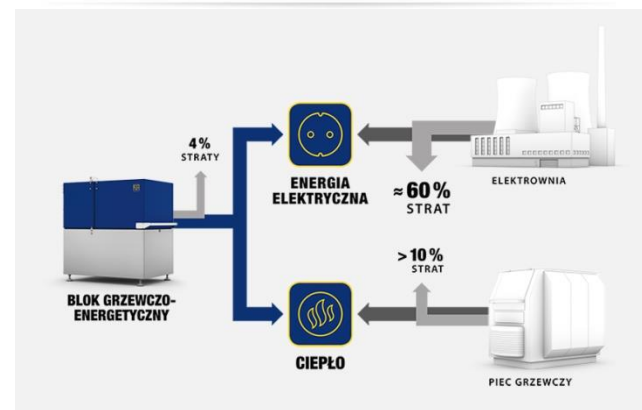 4%
STRATY
BLOK GRZEWCZO-
ENERGETYCZNY
ENERGIA
ELEKTRYCZNA
≈60%
STRAT
ELEKTROWNIA
>10%
STRAT
CIEPŁO
PIEC GRZEWCZY